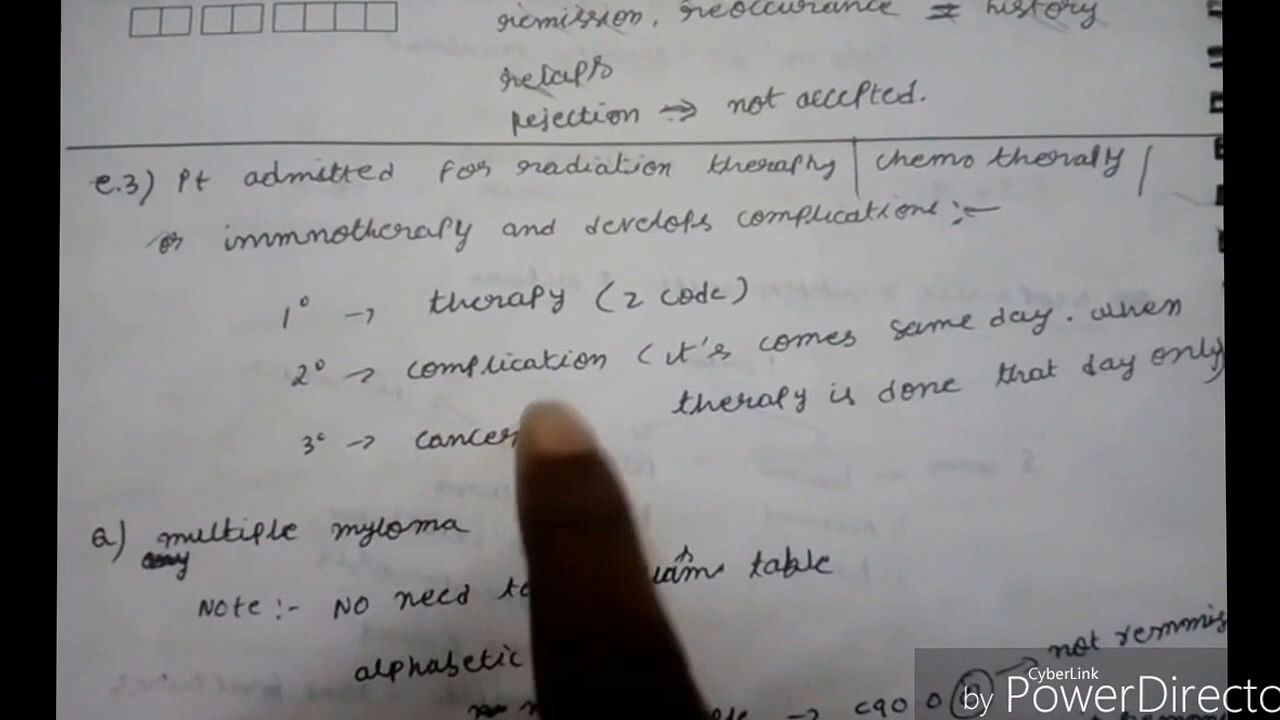 remission, reoccurance = history
relaps
rejection ⇒ not accepted.
e.3) Pt admitted for radiation theraphy | chemo therapy |
or immnotherapy and develops complications :-
1° → therapy (z code)
2° → complication (it's comes same day. when
therapy is done that day only)
3° → cancer
a) multiple myloma
Note :- No need table
alphabetic
→ C90 0 → not remmis
CyberLink
by PowerDirecto